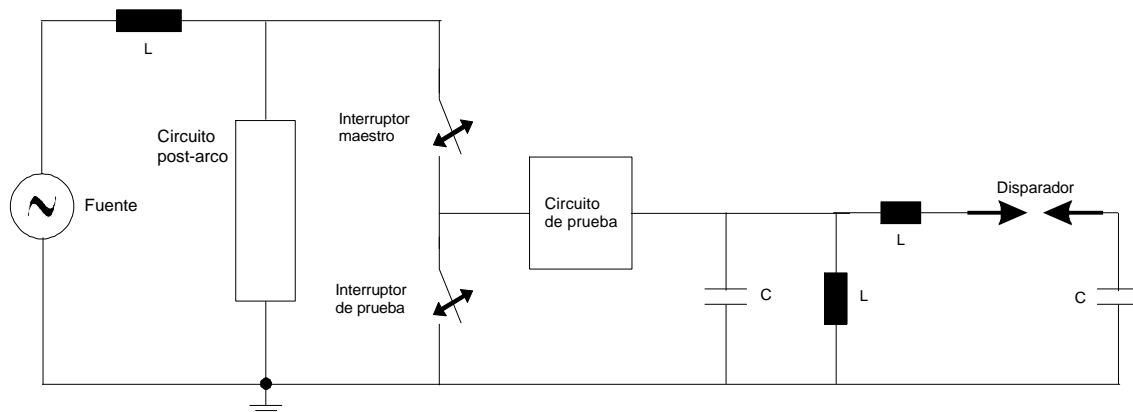 L
Interruptor
maestro
Circuito
post-arco
Fuente
Circuito
de prueba
Disparador
L
Interruptor
de prueba
C
L
C